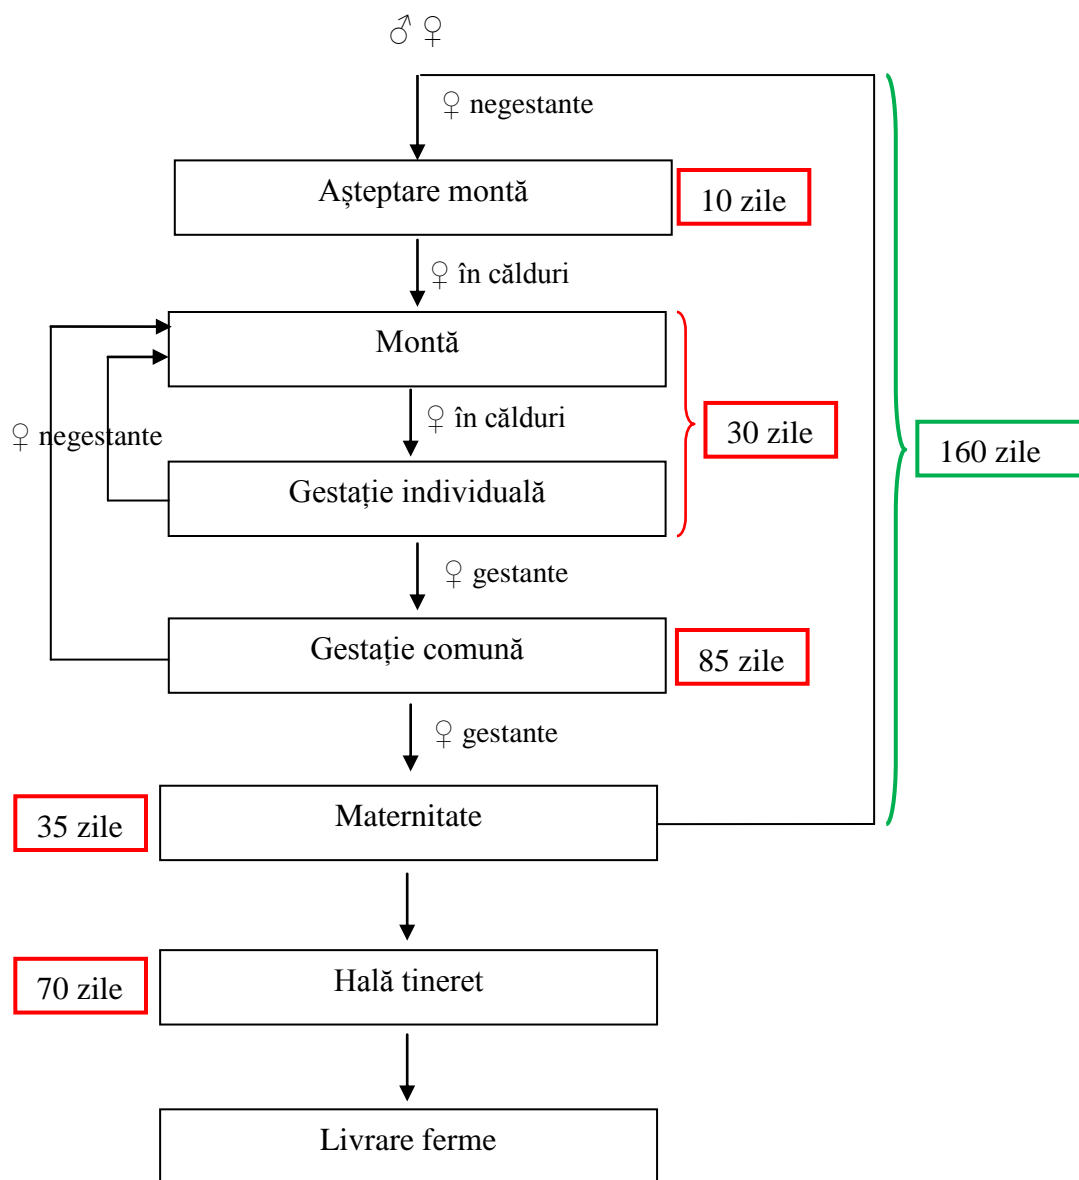 ♂ ♀
♀ negestante
Așteptare montă
10 zile
♀ în călduri
Montă
♀ în călduri
30 zile
♀ negestante
160 zile
Gestație individuală
♀ gestante
Gestație comună
85 zile
♀ gestante
Maternitate
35 zile
Hală tineret
70 zile
Livrare ferme